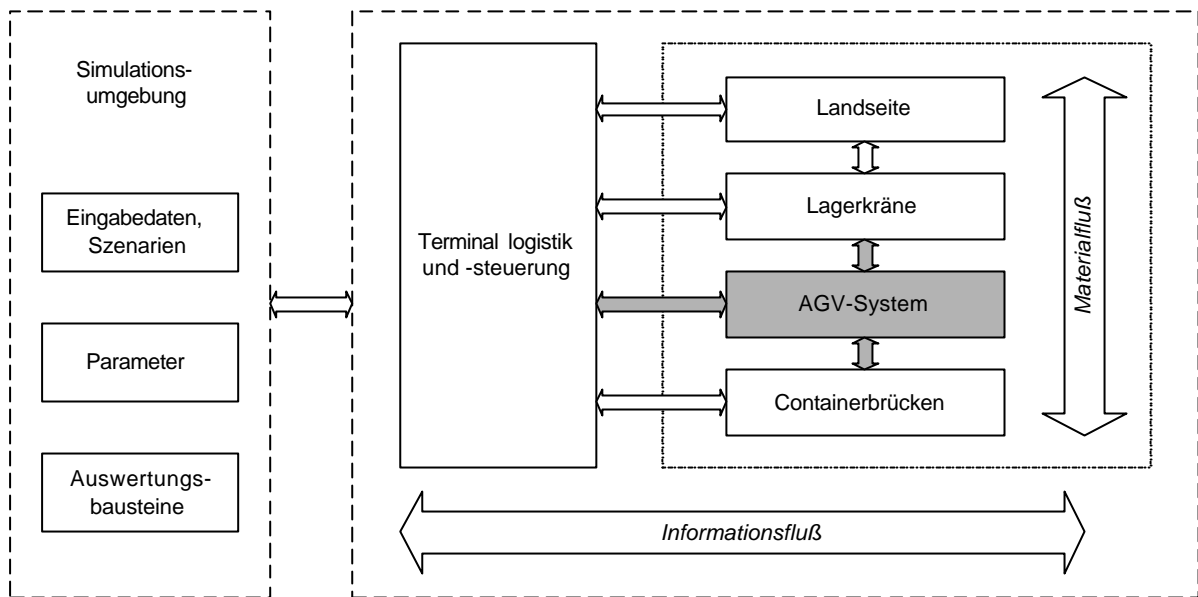 Simulations-
umgebung
Eingabedaten,
Szenarien
Parameter
Auswertungs-
bausteine
Terminal logistik
und -steuerung
Landseite
Lagerkräne
AGV-System
Containerbrücken
Materialfluß
Informationsfluß